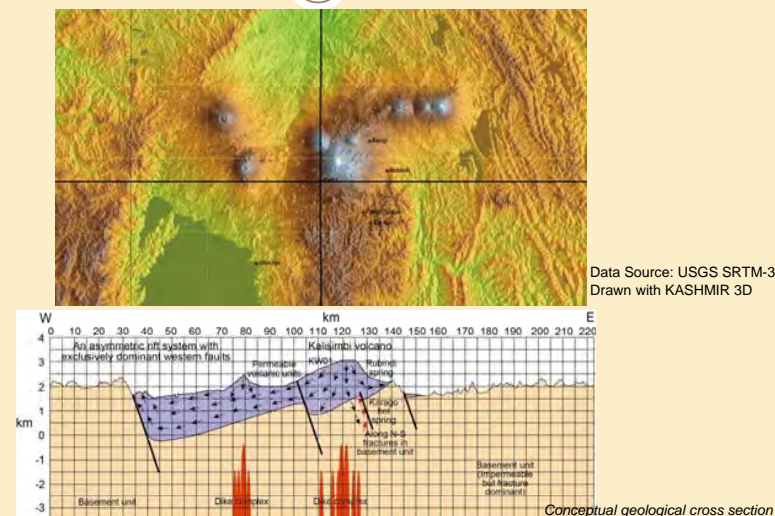 Data Source: USGS SRTM-3
Drawn with KASHMIR 3D
W km E
0 10 20 30 40 50 60 70 80 90 100 110 120 130 140 150 160 170 180 190 200 210 220
4
3
2
1
0
-1
-2
-3
km
An asymmetric rift system with
exclusively dominant western faults
Permeable
volcanic units
Kalisimbi volcano
KW01
Rubindi
spring
Karago
hot
spring
Along N-S
fractures in
basement unit
Basement unit
(Impermeable
but fracture
dominant)
Basement unit
Dike complex
Dike complex
Conceptual geological cross section